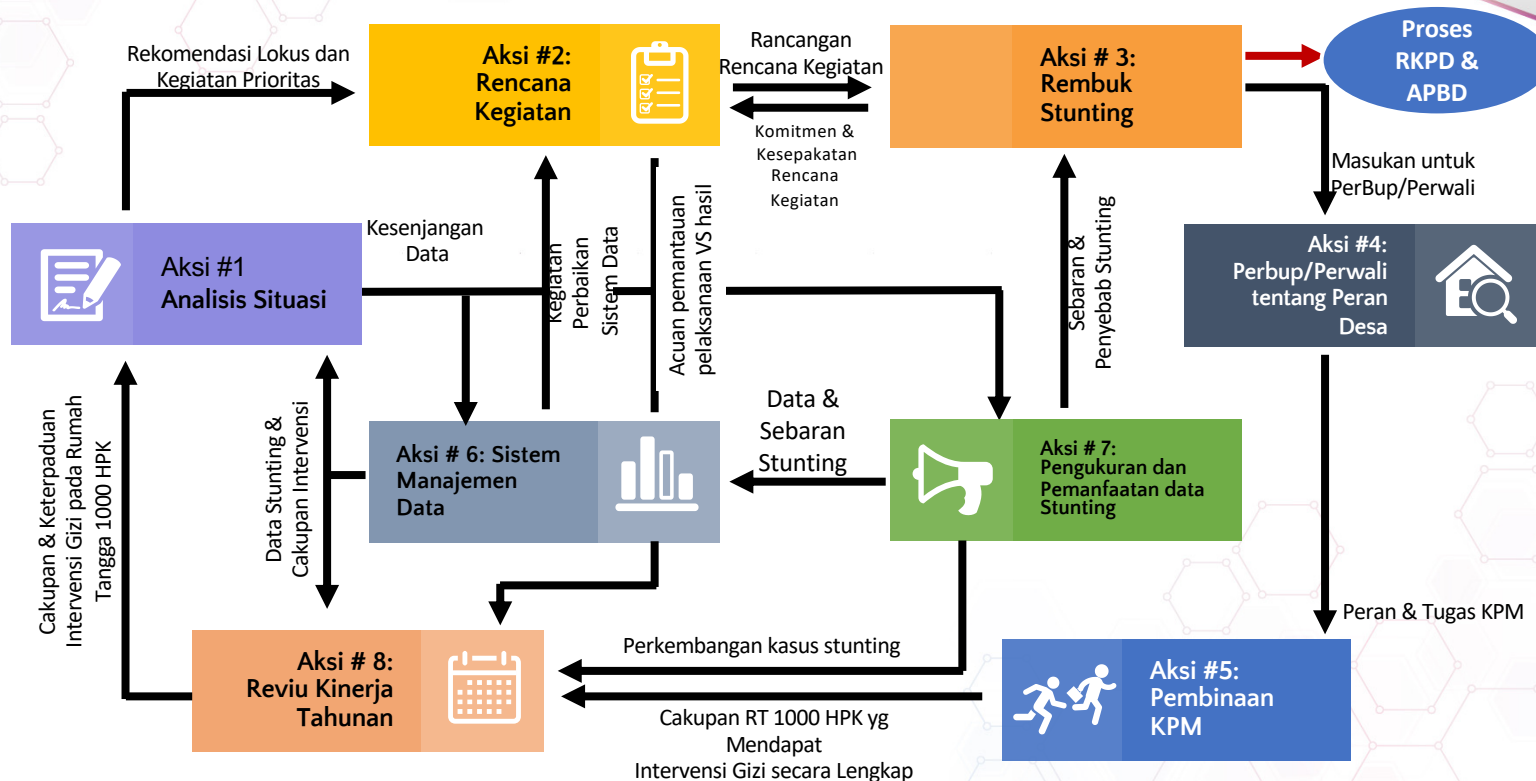 Rekomendasi Lokus dan
Kegiatan Prioritas
Aksi #2:
Rencana
Kegiatan
Rancangan
Rencana Kegiatan
Komitmen &
Kesepakatan
Rencana
Kegiatan
Aksi # 3:
Rembuk
Stunting
Proses
RKPD &
APBD
Masukan untuk
PerBup/Perwali
Aksi #1
Analisis Situasi
Kesenjangan
Data
Kegiatan
Perbaikan
Sistem Data
Acuan pemantauan
pelaksanaan VS hasil
Sebaran &
Penyebab Stunting
Aksi #4:
Perbup/Perwali
tentang Peran
Desa
Cakupan & Keterpaduan
Intervensi Gizi pada Rumah
Tangga 1000 HPK
Data Stunting &
Cakupan Intervensi
Aksi # 6: Sistem
Manajemen
Data
Data &
Sebaran
Stunting
Aksi # 7:
Pengukuran dan
Pemanfaatan data
Stunting
Peran & Tugas KPM
Aksi # 8:
Reviu Kinerja
Tahunan
Perkembangan kasus stunting
Cakupan RT 1000 HPK yg
Mendapat
Intervensi Gizi secara Lengkap
Aksi #5:
Pembinaan
KPM